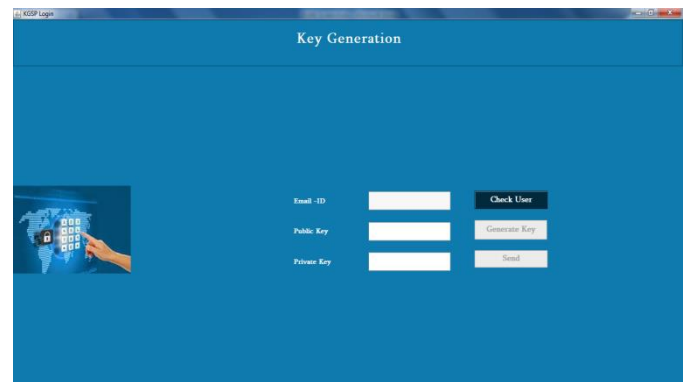 KGSP Login
Key Generation
Email -ID
Check User
Public Key
Generate Key
Private Key
Send